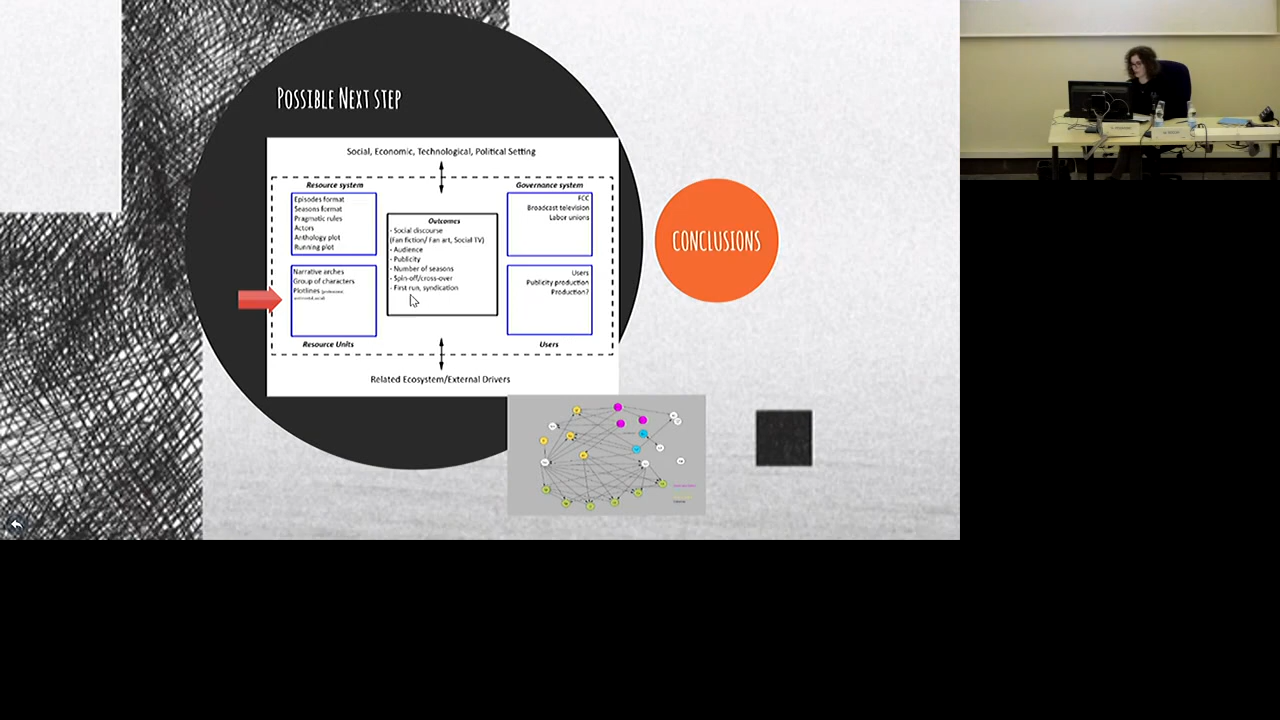 Possible Next step
Social, Economic, Technological, Political Setting
Resource system
Episodes format
Seasons format
Pragmatic rules
Actors
Anthology plot
Running plot
Governance system
FCC
Broadcast television
Labor unions
Outcomes
- Social discourse
(Fan fiction/ Fan art, Social TV)
- Audience
- Publicity
- Number of seasons
- Spin-off/cross-over
- First run, syndication
Narrative arches
Group of characters
Plotlines
Resource Units
Users
Publicity production
Production?
Users
Related Ecosystem/External Drivers
CONCLUSIONS